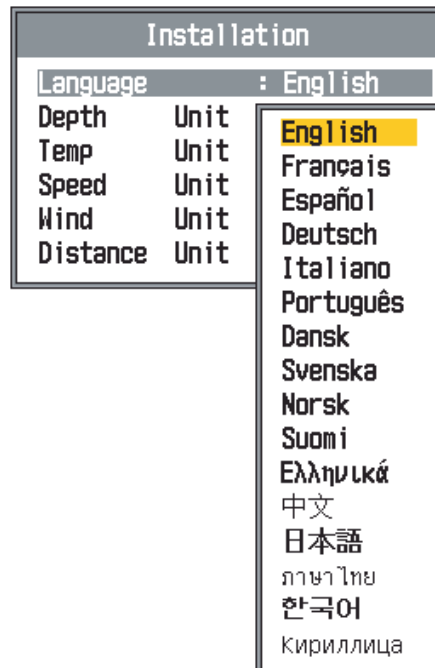 Installation
Language : English
Depth Unit
Temp Unit
Speed Unit
Wind Unit
Distance Unit
English
Français
Español
Deutsch
Italiano
Português
Dansk
Svenska
Norsk
Suomi
Ελληνικά
中文
日本語
ภาษาไทย
한국어
Кириллица